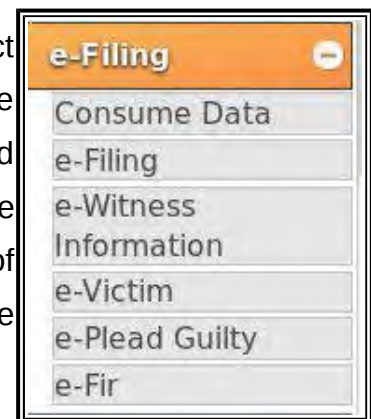 e-Filing
Consume Data
e-Filing
e-Witness
Information
e-Victim
e-Plead Guilty
e-Fir